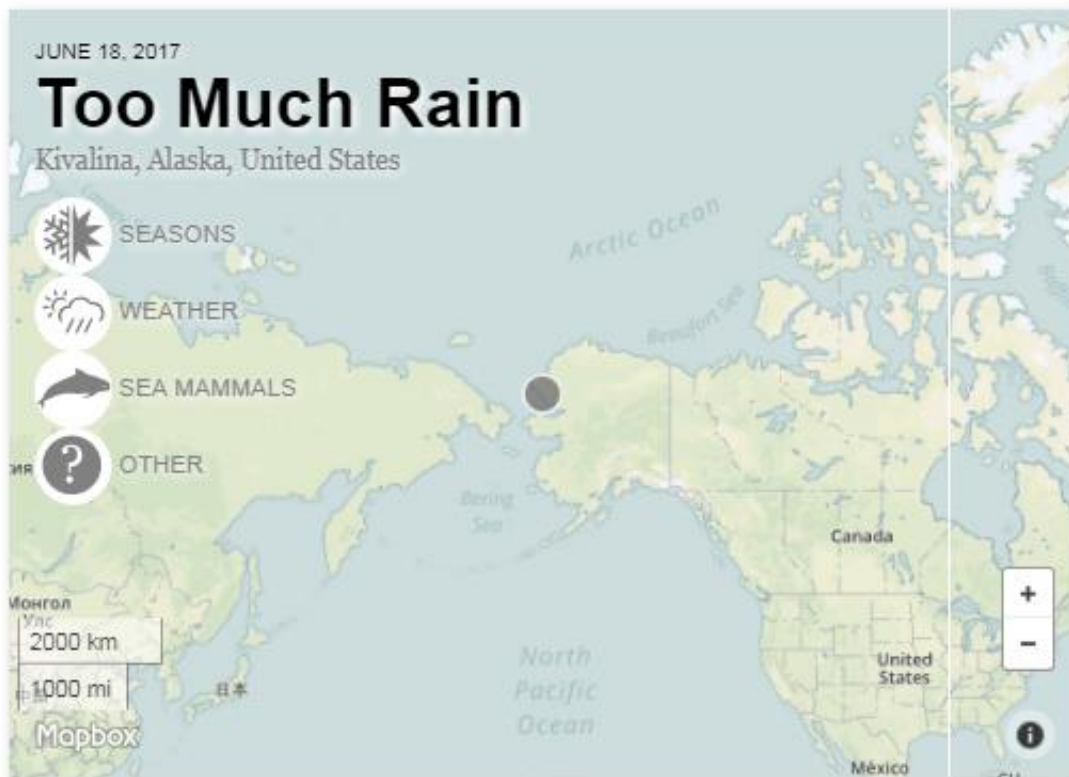 JUNE 18, 2017
Too Much Rain
Kivalina, Alaska, United States
SEASONS
WEATHER
SEA MAMMALS
?
OTHER
Arctic Ocean
Beaufort Sea
Bering
Sea
Canada
Монгол
Улс
2000 km
1000 mi
日本
North
Pacific
Ocean
United
States
México
+
−
i
Mapbox